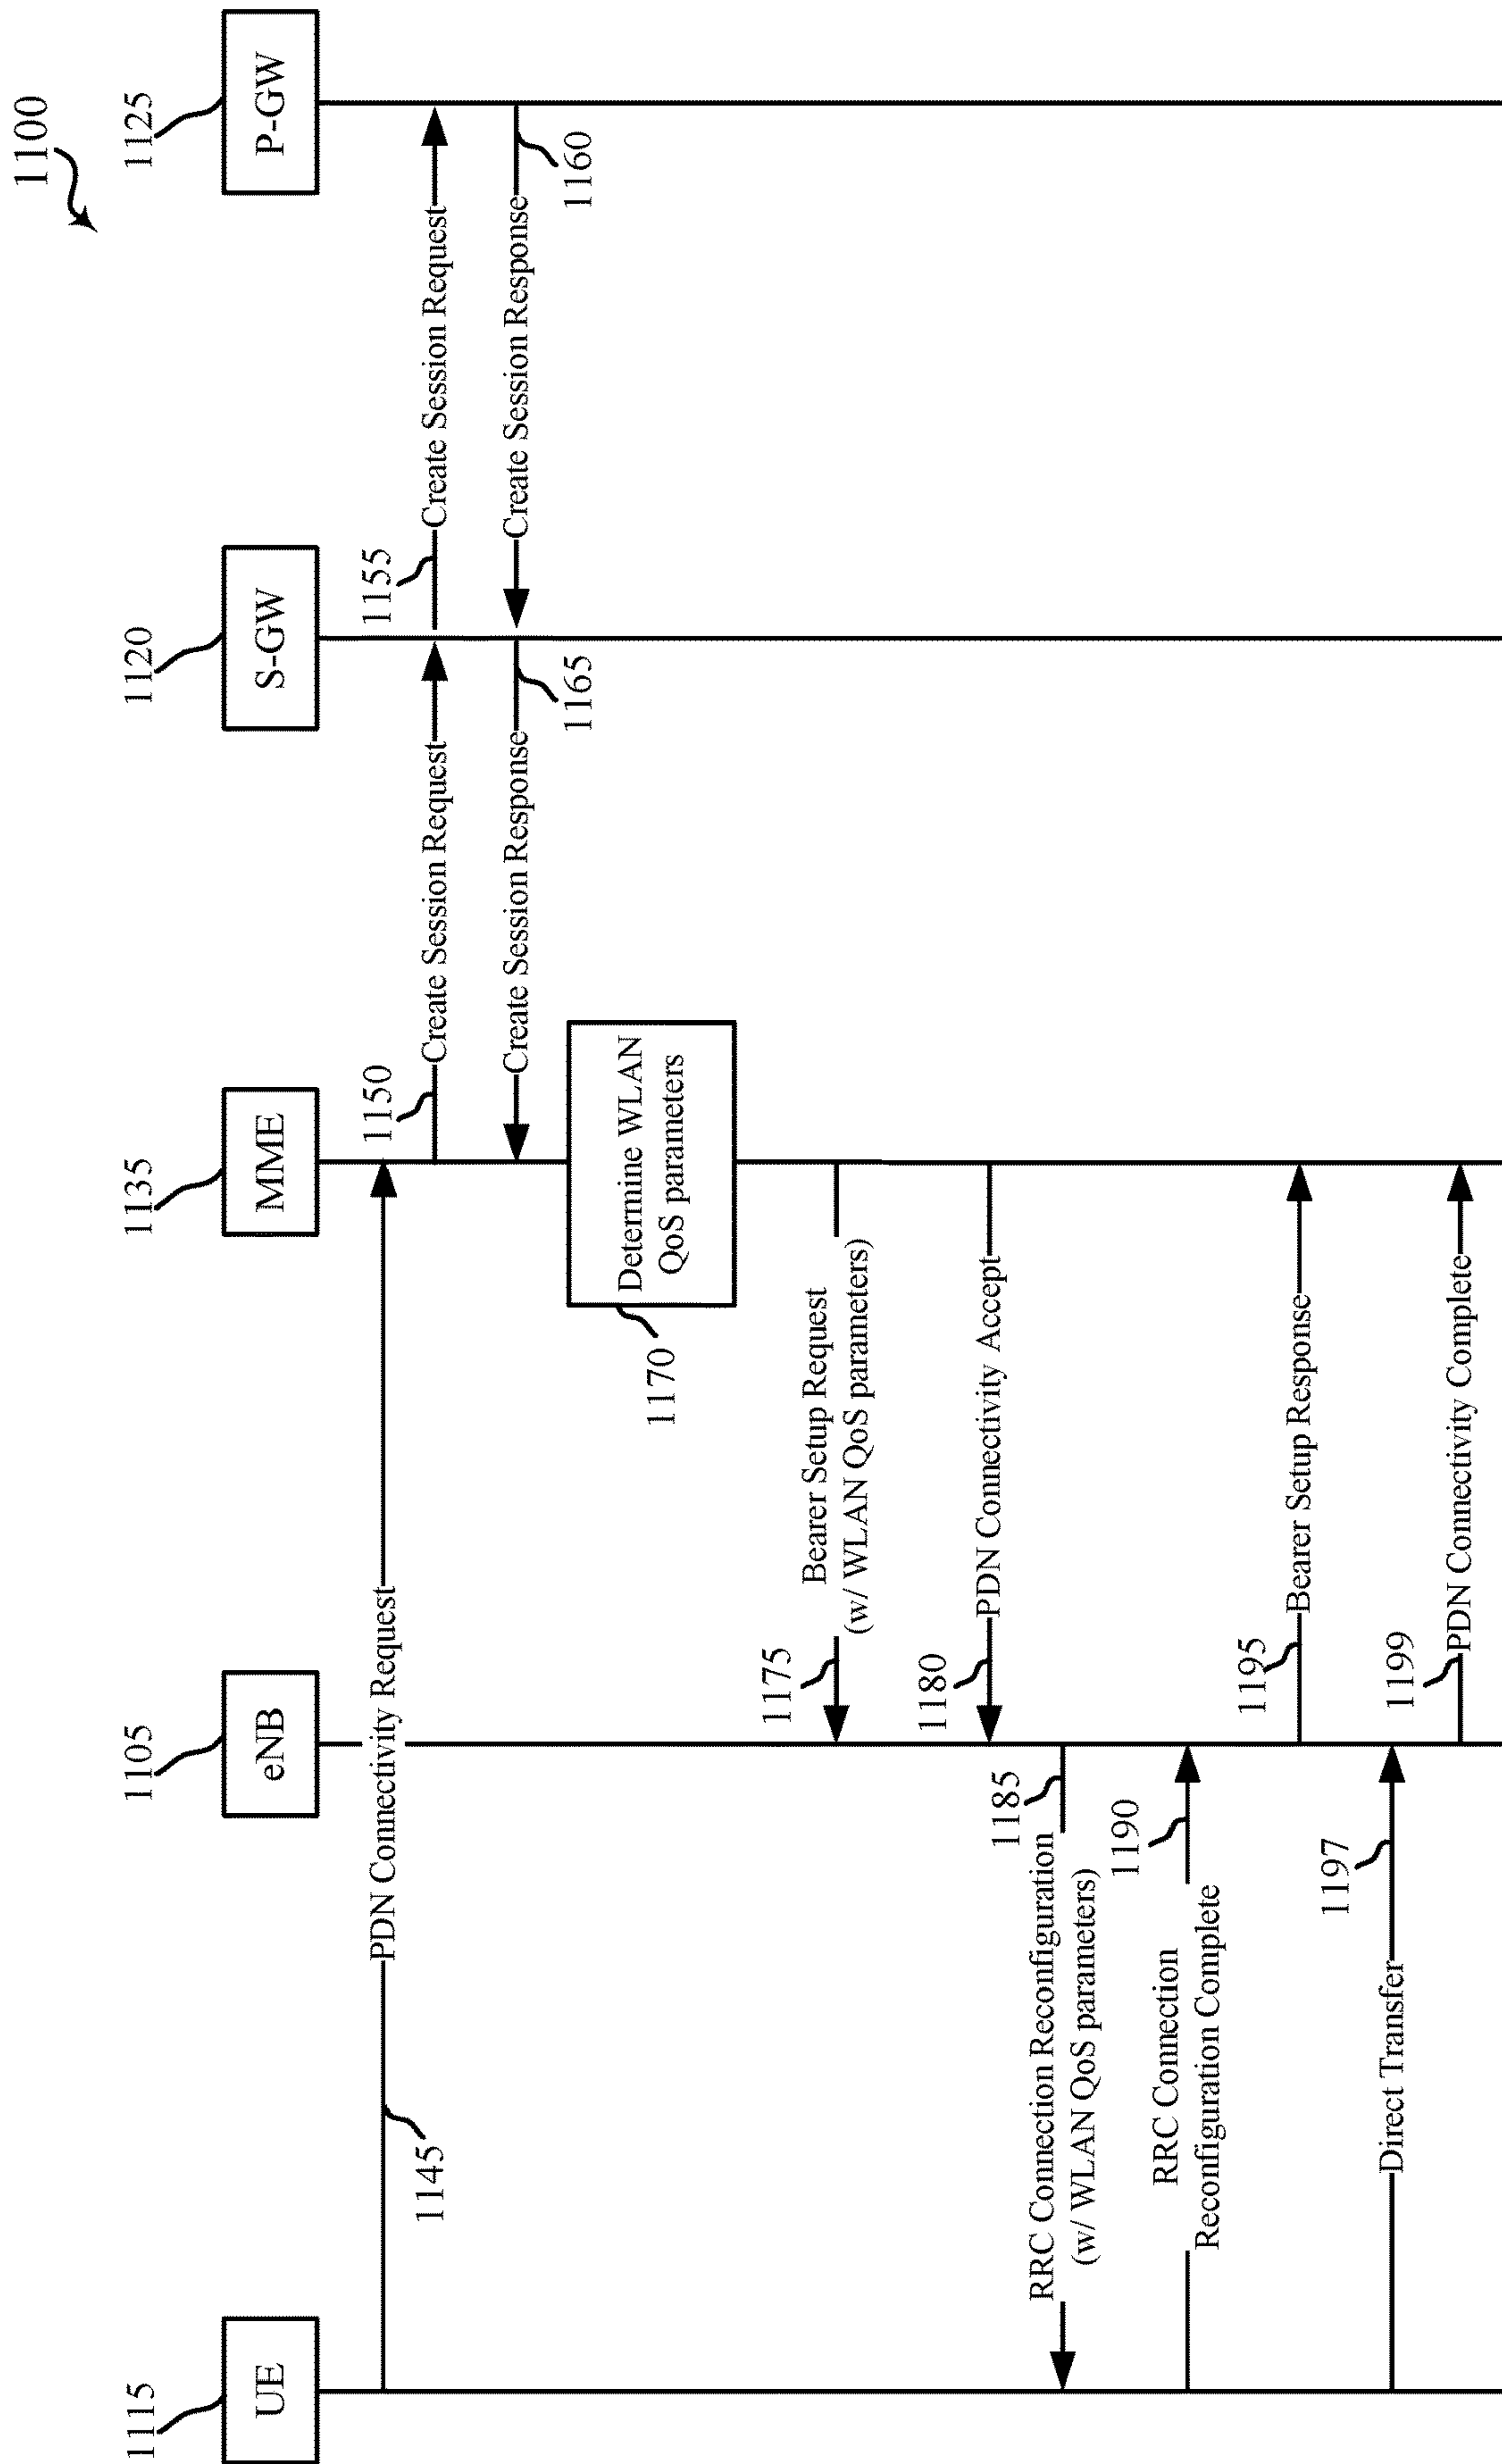 1100
1115
1105
1135
1120
1125
UE
eNB
MME
S-GW
P-GW
PDN Connectivity Request
1145
1150
Create Session Request
1155
Create Session Request
Create Session Response
1160
Create Session Response
1165
Determine WLAN
QoS parameters
1170
Bearer Setup Request
(w/ WLAN QoS parameters)
1175
PDN Connectivity Accept
1180
1185
RRC Connection Reconfiguration
(w/ WLAN QoS parameters)
1190
RRC Connection
Reconfiguration Complete
1195
Bearer Setup Response
1197
Direct Transfer
1199
PDN Connectivity Complete